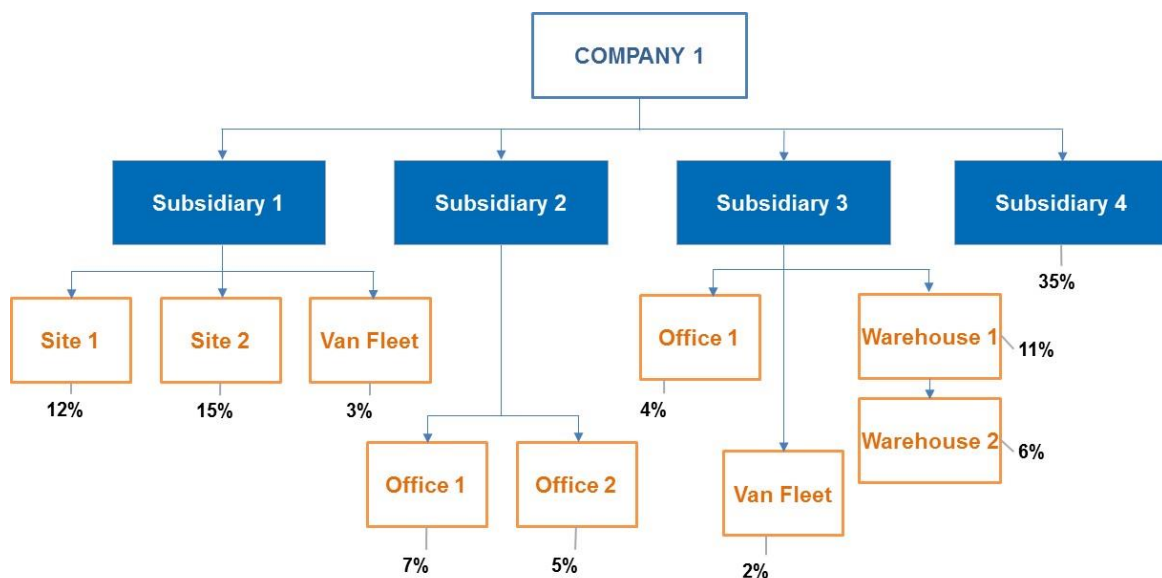 COMPANY 1
Subsidiary 1
Subsidiary 2
Subsidiary 3
Subsidiary 4
35%
Site 1
Site 2
Van Fleet
12%
15%
3%
Office 1
Office 2
7%
5%
Office 1
4%
Van Fleet
2%
Warehouse 1
11%
Warehouse 2
6%